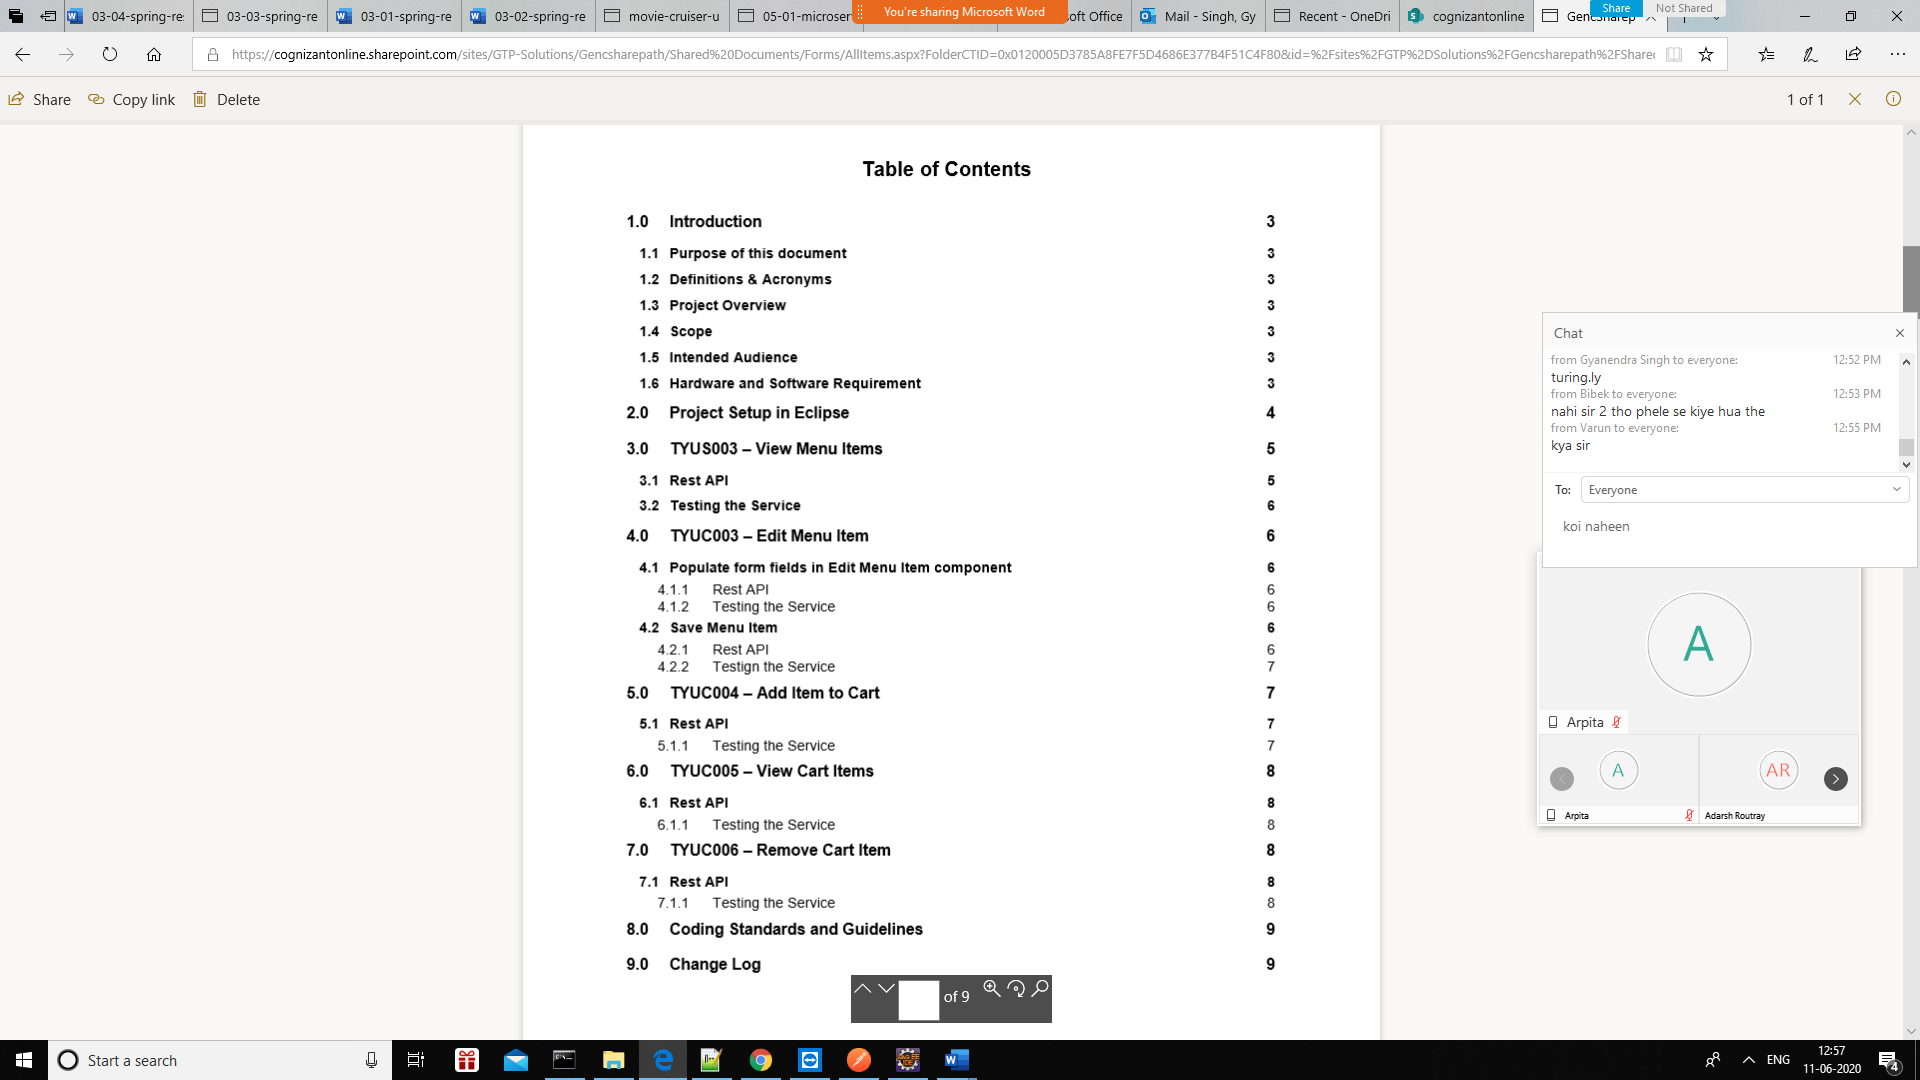 03-04-spring-res
03-03-spring-re
03-01-spring-re
03-02-spring-re
movie-cruiser-u
05-01-microser
You're sharing Microsoft Word
oft Office
Mail - Singh, Gy
Recent - OneDri
cognizantonline
Gencsharep
Share
Not Shared
https://cognizantonline.sharepoint.com/sites/GTP-Solutions/Gencsharepath/Shared%20Documents/Forms/AllItems.aspx?FolderCTID=0x0120005D3785A8FE7F5D4686E377B4F51C4F80&id=%2Fsites%2FGTP%2DSolutions%2FGencsharepath%2FShared
Share
Copy link
Delete
1 of 1
Table of Contents
1.0 Introduction 3
1.1 Purpose of this document 3
1.2 Definitions & Acronyms 3
1.3 Project Overview 3
1.4 Scope 3
1.5 Intended Audience 3
1.6 Hardware and Software Requirement 3
2.0 Project Setup in Eclipse 4
3.0 TYUS003 – View Menu Items 5
3.1 Rest API 5
3.2 Testing the Service 6
4.0 TYUC003 – Edit Menu Item 6
4.1 Populate form fields in Edit Menu Item component 6
4.1.1 Rest API 6
4.1.2 Testing the Service 6
4.2 Save Menu Item 6
4.2.1 Rest API 6
4.2.2 Testign the Service 7
5.0 TYUC004 – Add Item to Cart 7
5.1 Rest API 7
5.1.1 Testing the Service 7
6.0 TYUC005 – View Cart Items 8
6.1 Rest API 8
6.1.1 Testing the Service 8
7.0 TYUC006 – Remove Cart Item 8
7.1 Rest API 8
7.1.1 Testing the Service 8
8.0 Coding Standards and Guidelines 9
9.0 Change Log 9
of 9
Chat
from Gyanendra Singh to everyone: 12:52 PM
turing.ly
from Bibek to everyone: 12:53 PM
nahi sir 2 tho phele se kiye hua the
from Varun to everyone: 12:55 PM
kya sir
To: Everyone
koi naheen
A
Arpita
A
AR
Arpita
Adarsh Routray
Start a search
ENG
12:57
11-06-2020
4